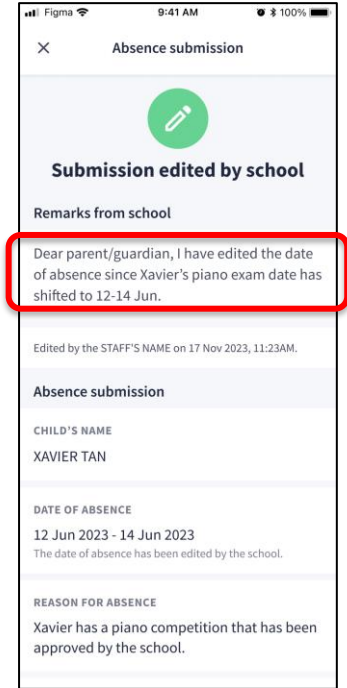 Figma 9:41 AM 100%
Absence submission
Submission edited by school
Remarks from school
Dear parent/guardian, I have edited the date
of absence since Xavier's piano exam date has
shifted to 12-14 Jun.
Edited by the STAFF'S NAME on 17 Nov 2023, 11:23AM.
Absence submission
CHILD'S NAME
XAVIER TAN
DATE OF ABSENCE
12 Jun 2023 - 14 Jun 2023
The date of absence has been edited by the school.
REASON FOR ABSENCE
Xavier has a piano competition that has been
approved by the school.